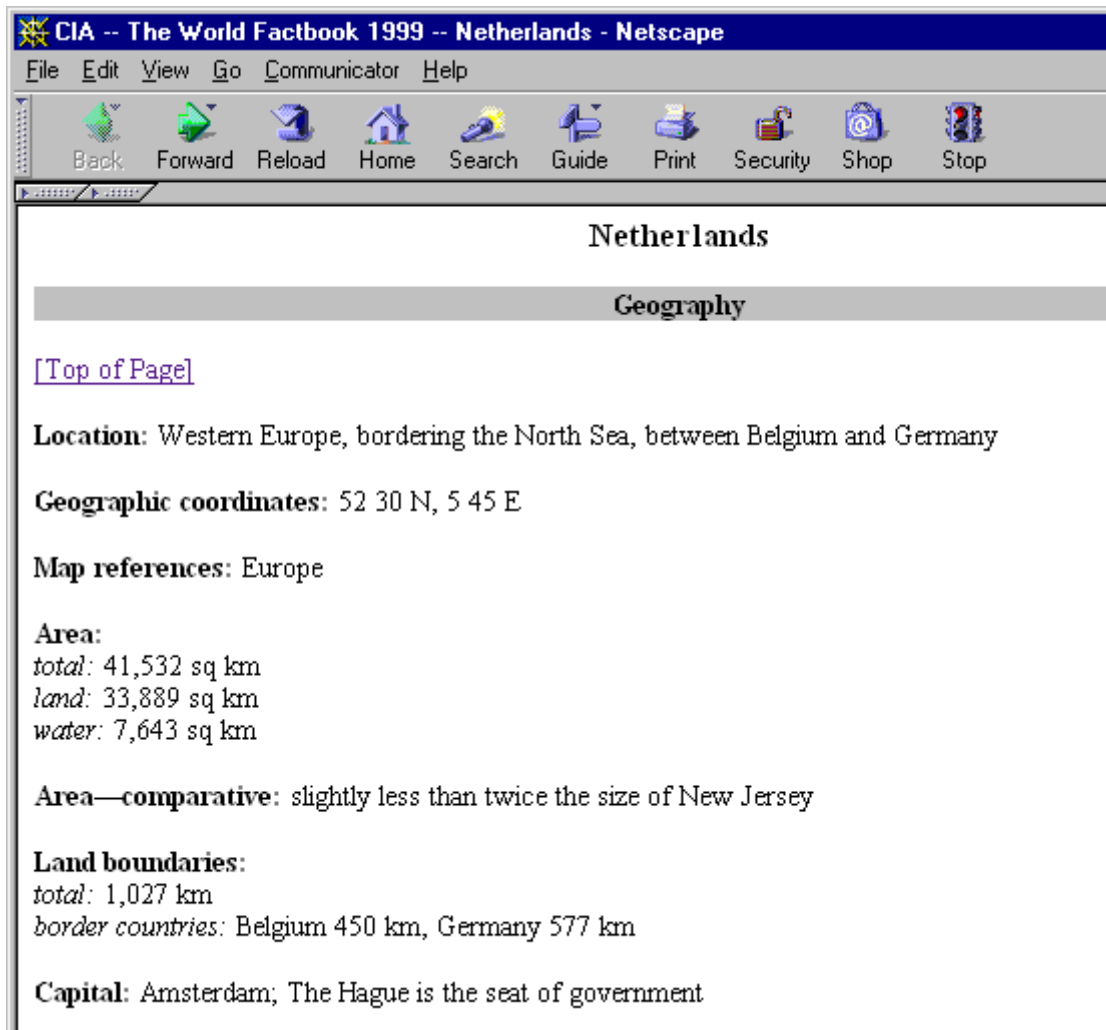 CIA -- The World Factbook 1999 -- Netherlands - Netscape
File Edit View Go Communicator Help
Back Forward Reload Home Search Guide Print Security Shop Stop
Netherlands
Geography
[Top of Page]
Location: Western Europe, bordering the North Sea, between Belgium and Germany
Geographic coordinates: 52 30 N, 5 45 E
Map references: Europe
Area:
total: 41,532 sq km
land: 33,889 sq km
water: 7,643 sq km
Area—comparative: slightly less than twice the size of New Jersey
Land boundaries:
total: 1,027 km
border countries: Belgium 450 km, Germany 577 km
Capital: Amsterdam; The Hague is the seat of government